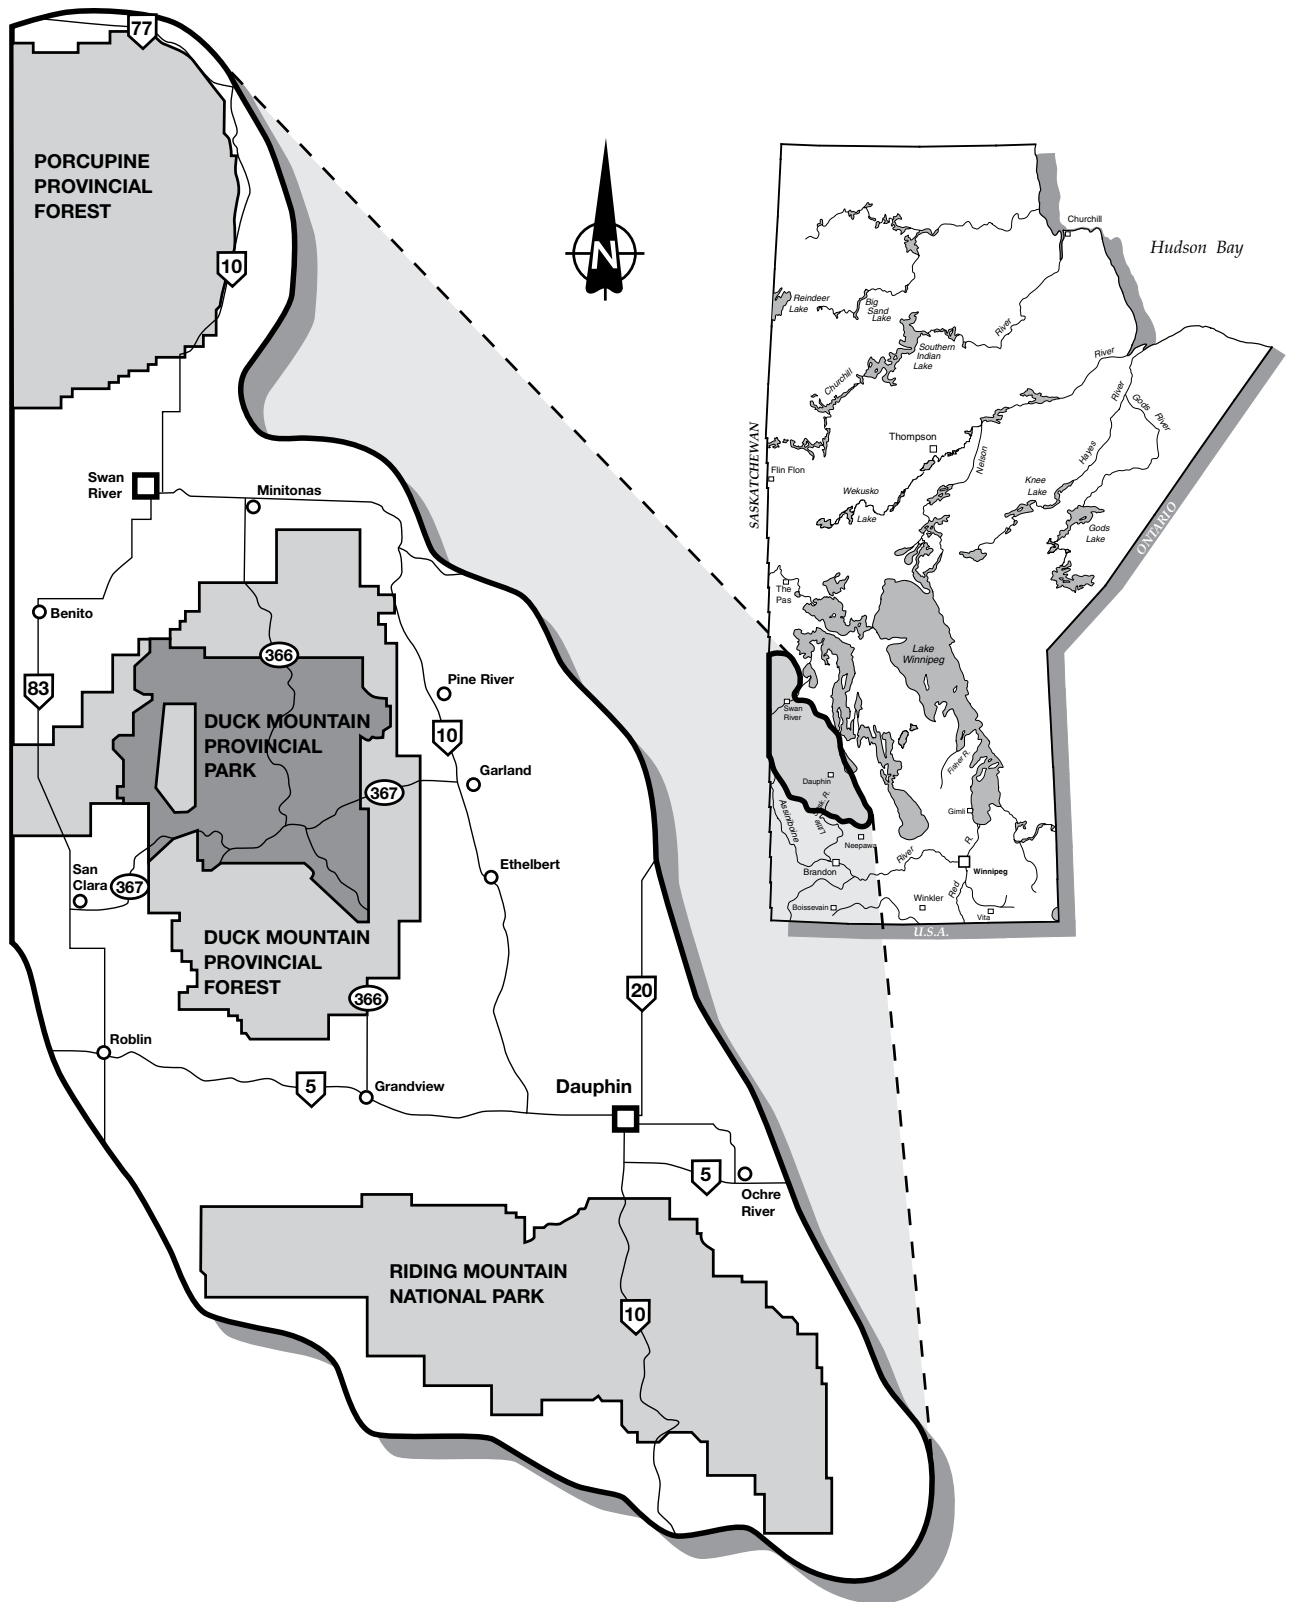 77
PORCUPINE
PROVINCIAL
FOREST
10
N
Swan
River
Minitonas
Benito
366
83
Pine River
DUCK MOUNTAIN
PROVINCIAL
PARK
10
Garland
367
Ethelbert
San
Clara
367
DUCK MOUNTAIN
PROVINCIAL
FOREST
366
20
Roblin
5
Grandview
Dauphin
5
Ochre
River
RIDING MOUNTAIN
NATIONAL PARK
10
Churchill
Hudson Bay
Reindeer
Lake
Big
Sand
Lake
River
Southern
Indian
Lake
Churchill
River
River
Gods River
Hayes
SASKATCHEWAN
Thompson
Nelson
Flin Flon
Wekusko
Lake
Knee
Lake
Gods
Lake
ONTARIO
The
Pas
Lake
Winnipeg
Swan
River
Fisher R.
Dauphin
Assiniboine
Little
R.
Gimli
Neepawa
River
R.
Brandon
Winnipeg
Red
Boissevain
Winkler
Vita
U.S.A.